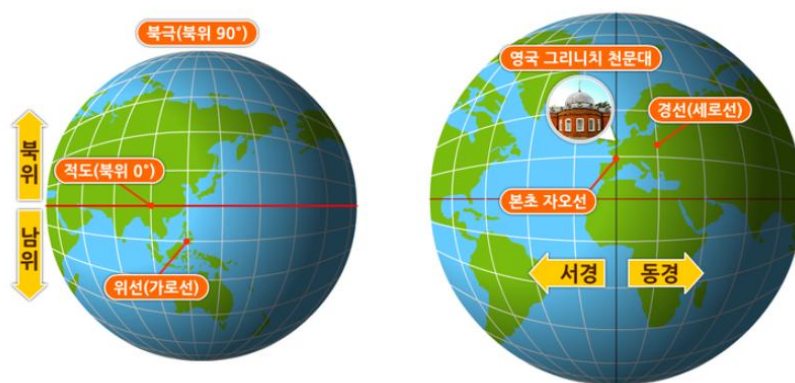 북극(북위 90°)
북위
적도(북위 0°)
남위
위선(가로선)
영국 그리니치 천문대
경선(세로선)
본초 자오선
서경
동경